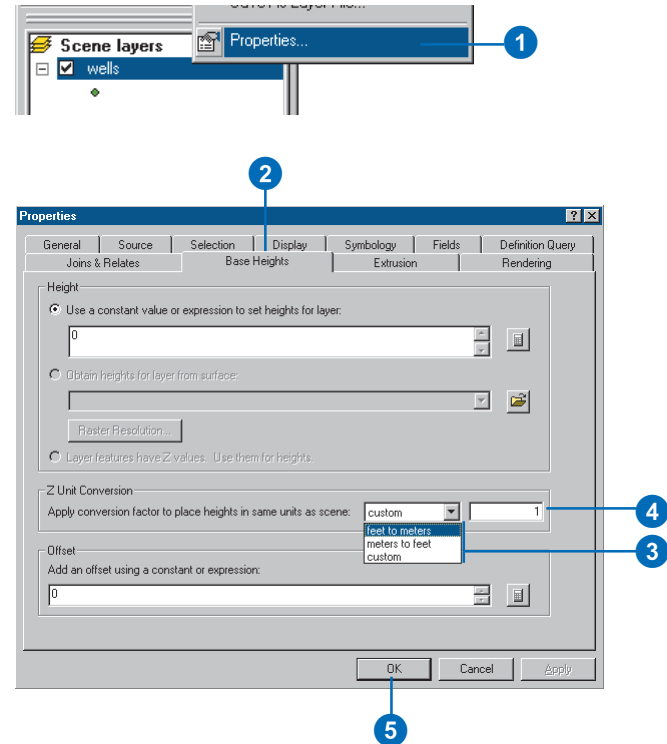 Properties...
1
Scene layers
wells
2
Properties
General Source Selection Display Symbology Fields Definition Query
Joins & Relates Base Heights Extrusion Rendering
Height
Use a constant value or expression to set heights for layer:
0
Obtain heights for layer from surface:
Raster Resolution...
Layer features have Z values. Use them for heights.
Z Unit Conversion
Apply conversion factor to place heights in same units as scene: custom 1
4
feet to meters
meters to feet
custom
3
Offset
Add an offset using a constant or expression:
0
OK Cancel Apply
5